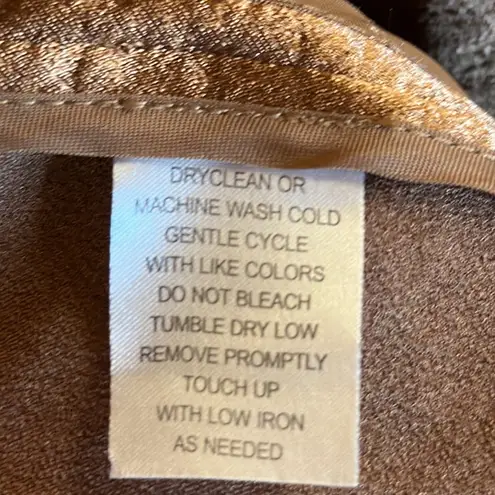 DRYCLEAN OR
MACHINE WASH COLD
GENTLE CYCLE
WITH LIKE COLORS
DO NOT BLEACH
TUMBLE DRY LOW
REMOVE PROMPTLY
TOUCH UP
WITH LOW IRON
AS NEEDED